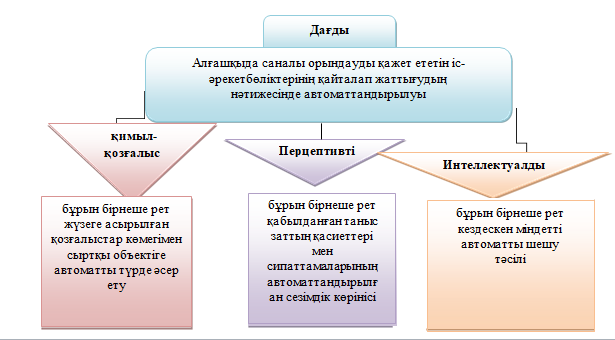 Дағды
Алғашқыда саналы орындауды қажет ететін іс-
әрекетбөліктерінің қайталап жаттығудың
нәтижесінде автоматтандырылуы
қимыл-
қозғалыс
Перцептивті
Интеллектуалды
бұрын бірнеше рет
жүзеге асырылған
қозғалыстар көмегімен
сыртқы объектіге
автоматты түрде әсер
ету
бұрын бірнеше рет
қабылданған таныс
заттың қасиеттері
мен
сипаттамаларының
автоматтандырылғ
ан сезімдік көрінісі
бұрын бірнеше рет
кездескен міндетті
автоматты шешу
тәсілі